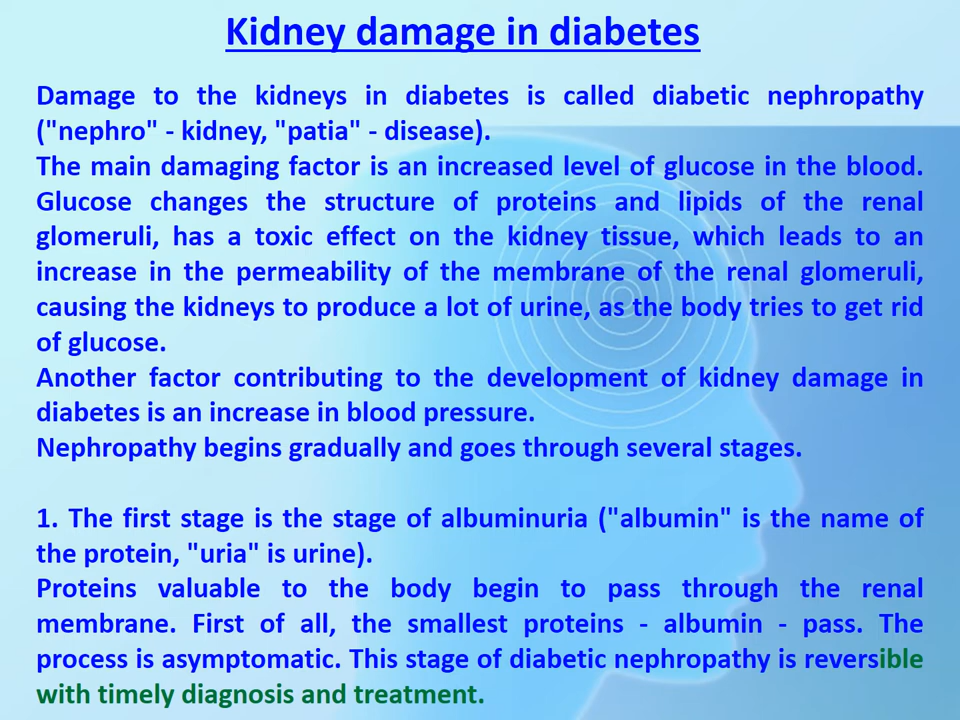 Kidney damage in diabetes
Damage to the kidneys in diabetes is called diabetic nephropathy
("nephro" - kidney, "patia" - disease).
The main damaging factor is an increased level of glucose in the blood.
Glucose changes the structure of proteins and lipids of the renal
glomeruli, has a toxic effect on the kidney tissue, which leads to an
increase in the permeability of the membrane of the renal glomeruli,
causing the kidneys to produce a lot of urine, as the body tries to get rid
of glucose.
Another factor contributing to the development of kidney damage in
diabetes is an increase in blood pressure.
Nephropathy begins gradually and goes through several stages.
1. The first stage is the stage of albuminuria ("albumin" is the name of
the protein, "uria" is urine).
Proteins valuable to the body begin to pass through the renal
membrane. First of all, the smallest proteins - albumin - pass. The
process is asymptomatic. This stage of diabetic nephropathy is reversible
with timely diagnosis and treatment.